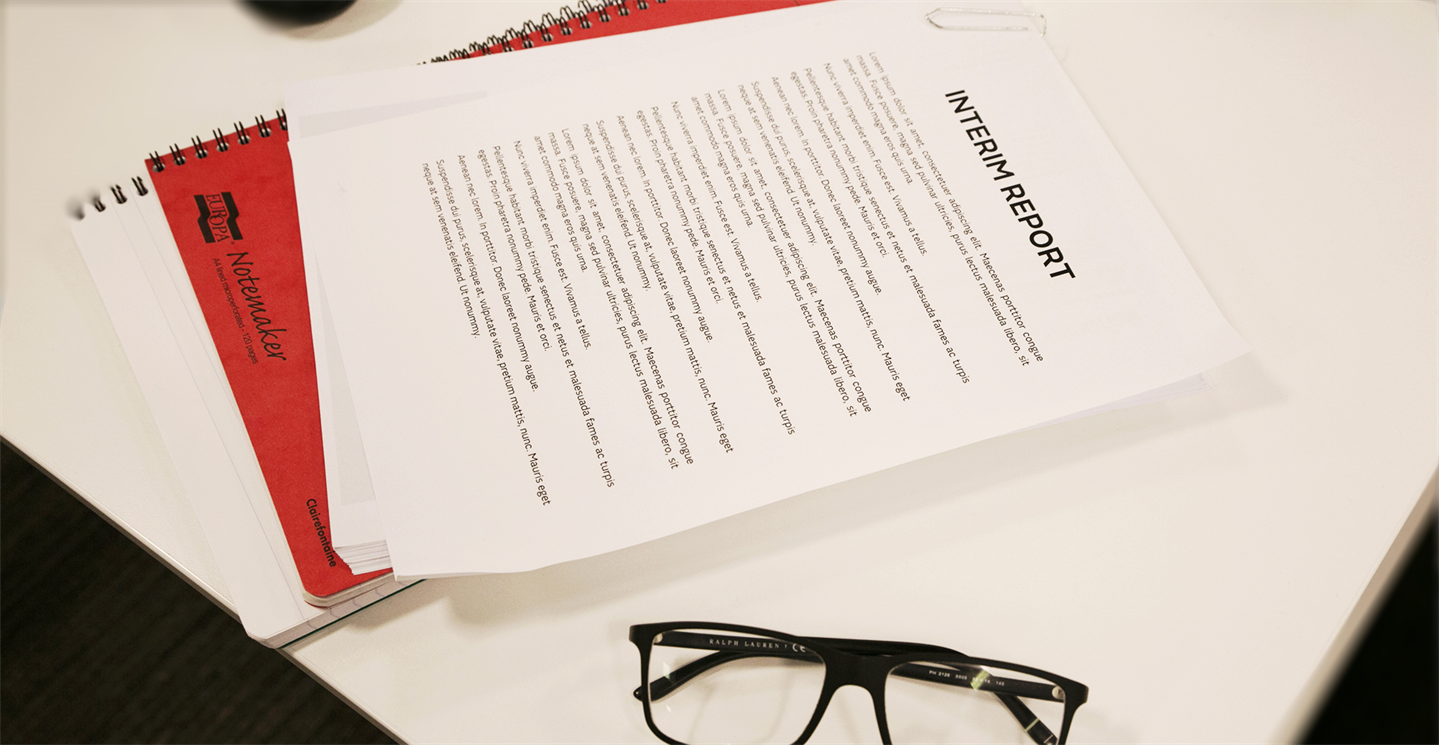 INTERIM REPORT
Lorem ipsum dolor sit amet, consectetuer adipiscing elit. Maecenas porttitor congue
massa. Fusce posuere, magna sed pulvinar ultricies, purus lectus malesuada libero, sit
amet commodo magna eros quis urna.
Nunc viverra imperdiet enim. Fusce est. Vivamus a tellus.
Pellentesque habitant morbi tristique senectus et netus et malesuada fames ac turpis
egestas. Proin pharetra nonummy pede. Mauris et orci.
Aenean nec lorem. In porttitor. Donec laoreet nonummy augue.
Suspendisse dui purus, scelerisque at, vulputate vitae, pretium mattis, nunc. Mauris eget
neque at sem venenatis eleifend. Ut nonummy.
Lorem ipsum dolor sit amet, consectetuer adipiscing elit. Maecenas porttitor congue
massa. Fusce posuere, magna sed pulvinar ultricies, purus lectus malesuada libero, sit
amet commodo magna eros quis urna.
Nunc viverra imperdiet enim. Fusce est. Vivamus a tellus.
Pellentesque habitant morbi tristique senectus et netus et malesuada fames ac turpis
egestas. Proin pharetra nonummy pede. Mauris et orci.
Aenean nec lorem. In porttitor. Donec laoreet nonummy augue.
Suspendisse dui purus, scelerisque at, vulputate vitae, pretium mattis, nunc. Mauris eget
neque at sem venenatis eleifend. Ut nonummy.
Lorem ipsum dolor sit amet, consectetuer adipiscing elit. Maecenas porttitor congue
massa. Fusce posuere, magna sed pulvinar ultricies, purus lectus malesuada libero, sit
amet commodo magna eros quis urna.
Nunc viverra imperdiet enim. Fusce est. Vivamus a tellus.
Pellentesque habitant morbi tristique senectus et netus et malesuada fames ac turpis
egestas. Proin pharetra nonummy pede. Mauris et orci.
Aenean nec lorem. In porttitor. Donec laoreet nonummy augue.
Suspendisse dui purus, scelerisque at, vulputate vitae, pretium mattis, nunc. Mauris eget
neque at sem venenatis eleifend. Ut nonummy.
EUROPA®
Notemaker
A4 lined microperforated - 120 pages
Clairefontaine
RALPH LAUREN CE
PH 2126